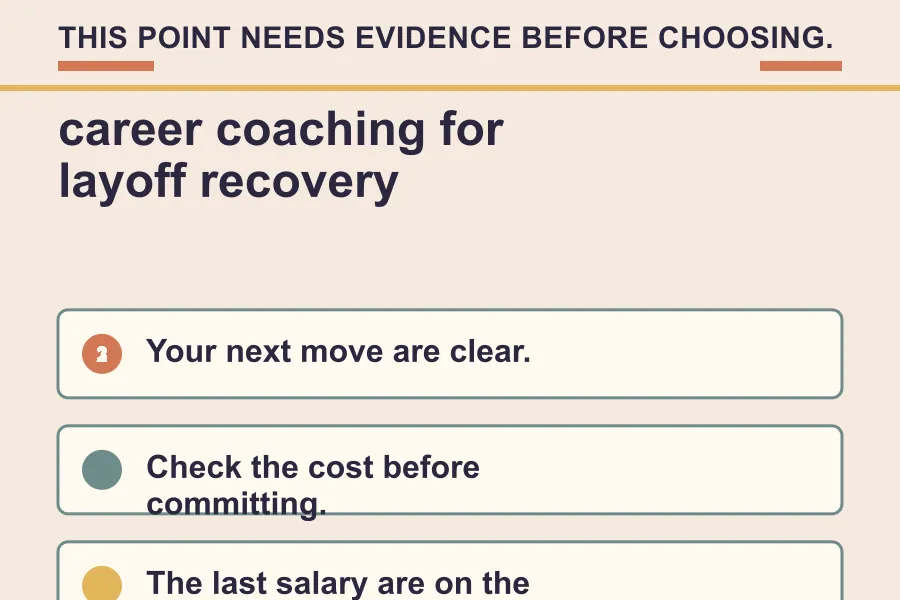 THIS POINT NEEDS EVIDENCE BEFORE CHOOSING.
career coaching for
layoff recovery
Your next move are clear.
Check the cost before
committing.
The last salary are on the